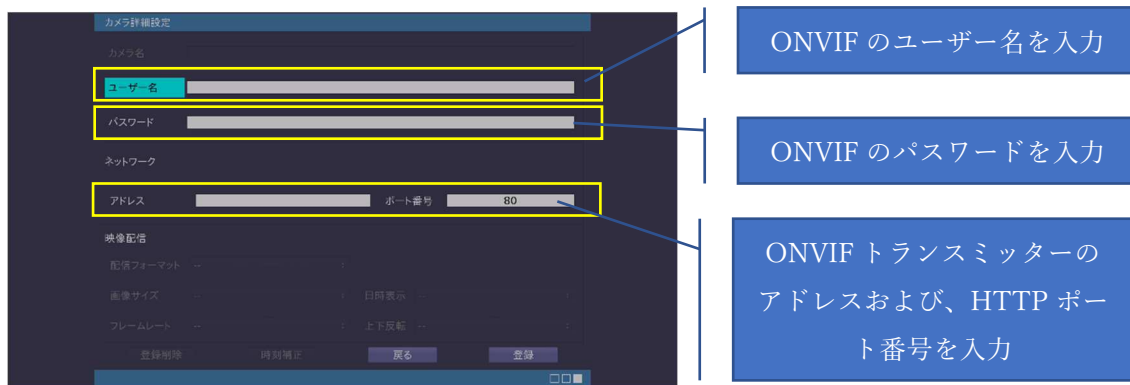 カメラ詳細設定
カメラ名
ユーザー名
パスワード
ネットワーク
アドレス ポート番号 80
映像配信
配信フォーマット --
画像サイズ -- 日時表示 --
フレームレート -- 上下反転 --
登録削除 時刻補正 戻る 登録
ONVIF のユーザー名を入力
ONVIF のパスワードを入力
ONVIF トランスミッターの
アドレスおよび、HTTP ポー
ト番号を入力